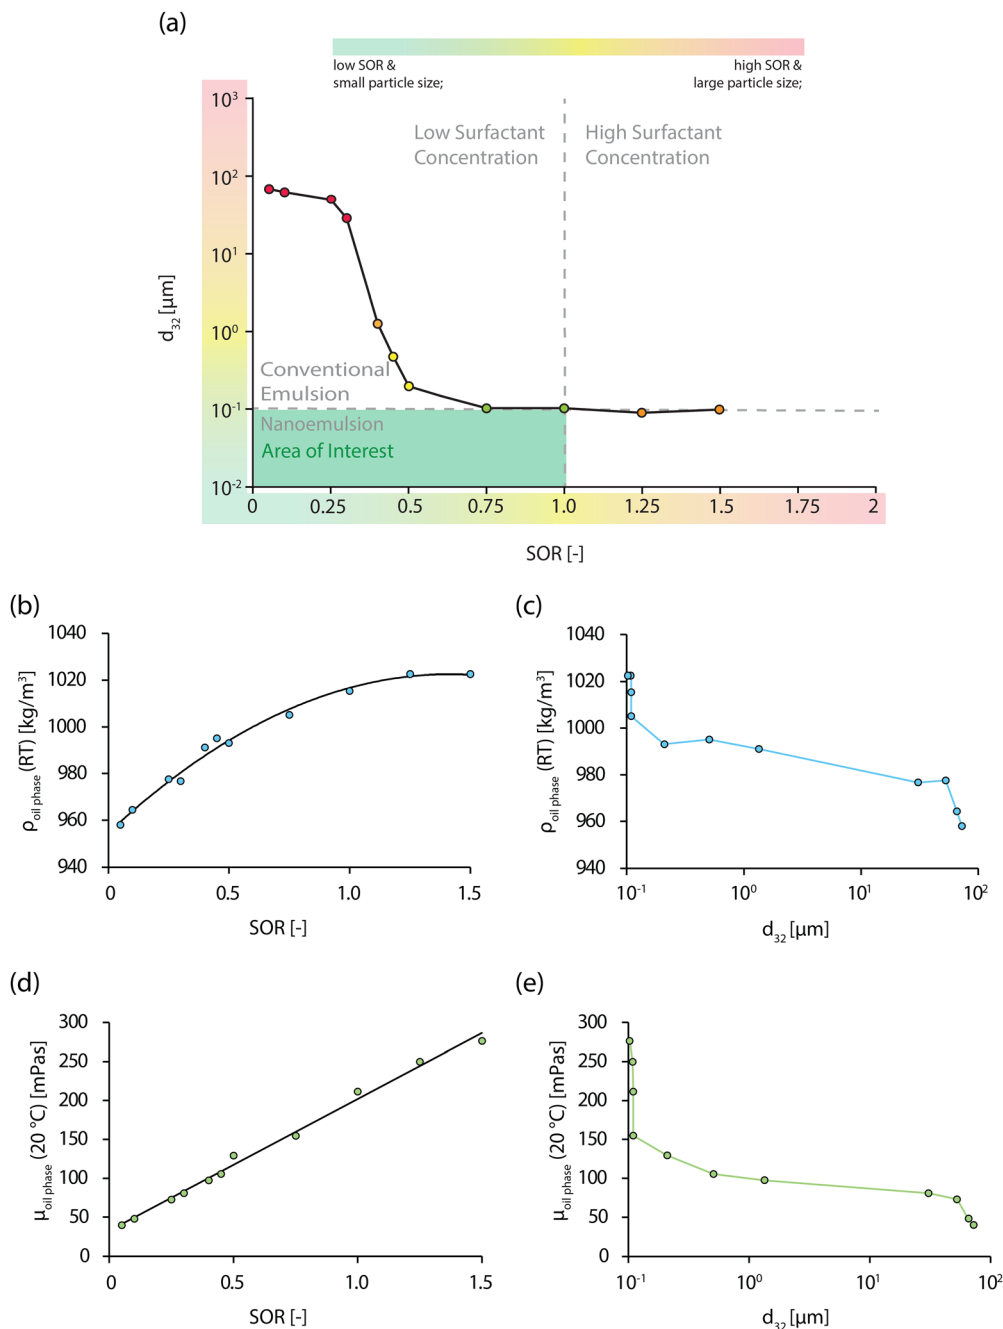 (a)
low SOR &
small particle size;
high SOR &
large particle size;
Low Surfactant
Concentration
High Surfactant
Concentration
10³
10²
10¹
10⁰
10⁻¹
10⁻²
d₃₂ [µm]
Conventional
Emulsion
Nanoemulsion
Area of Interest
0 0.25 0.5 0.75 1.0 1.25 1.5 1.75 2
SOR [-]
(b)
1040
1020
1000
980
960
940
ρoil phase (RT) [kg/m³]
0 0.5 1.0 1.5
SOR [-]
(c)
1040
1020
1000
980
960
940
ρoil phase (RT) [kg/m³]
10⁻¹ 10⁰ 10¹ 10²
d₃₂ [µm]
(d)
300
250
200
150
100
50
0
µoil phase (20 °C) [mPas]
0 0.5 1.0 1.5
SOR [-]
(e)
300
250
200
150
100
50
0
µoil phase (20 °C) [mPas]
10⁻¹ 10⁰ 10¹ 10²
d₃₂ [µm]